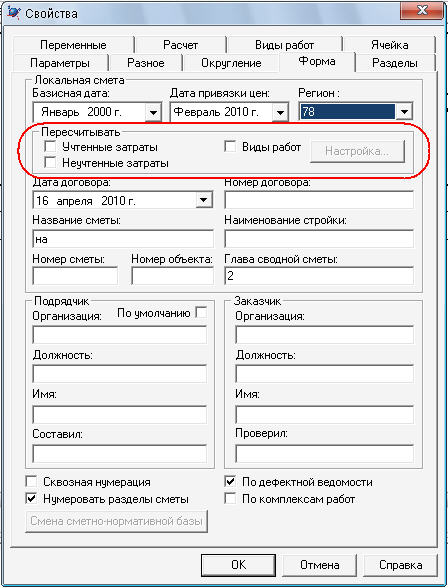 Свойства
Переменные Расчет Виды работ Ячейка
Параметры Разное Округление Форма Разделы
Локальная смета
Базисная дата: Дата привязки цен: Регион :
Январь 2000 г. Февраль 2010 г. 78
Пересчитывать
Учтенные затраты Виды работ Настройка...
Неучтенные затраты
Дата договора: Номер договора:
16 апреля 2010 г.
Название сметы: Наименование стройки:
на
Номер сметы: Номер объекта: Глава сводной сметы:
2
Подрядчик Заказчик
Организация: По умолчанию Организация:
Должность: Должность:
Имя: Имя:
Составил: Проверил:
Сквозная нумерация По дефектной ведомости
Нумеровать разделы сметы По комплексам работ
Смена сметно-нормативной базы
OK Отмена Справка